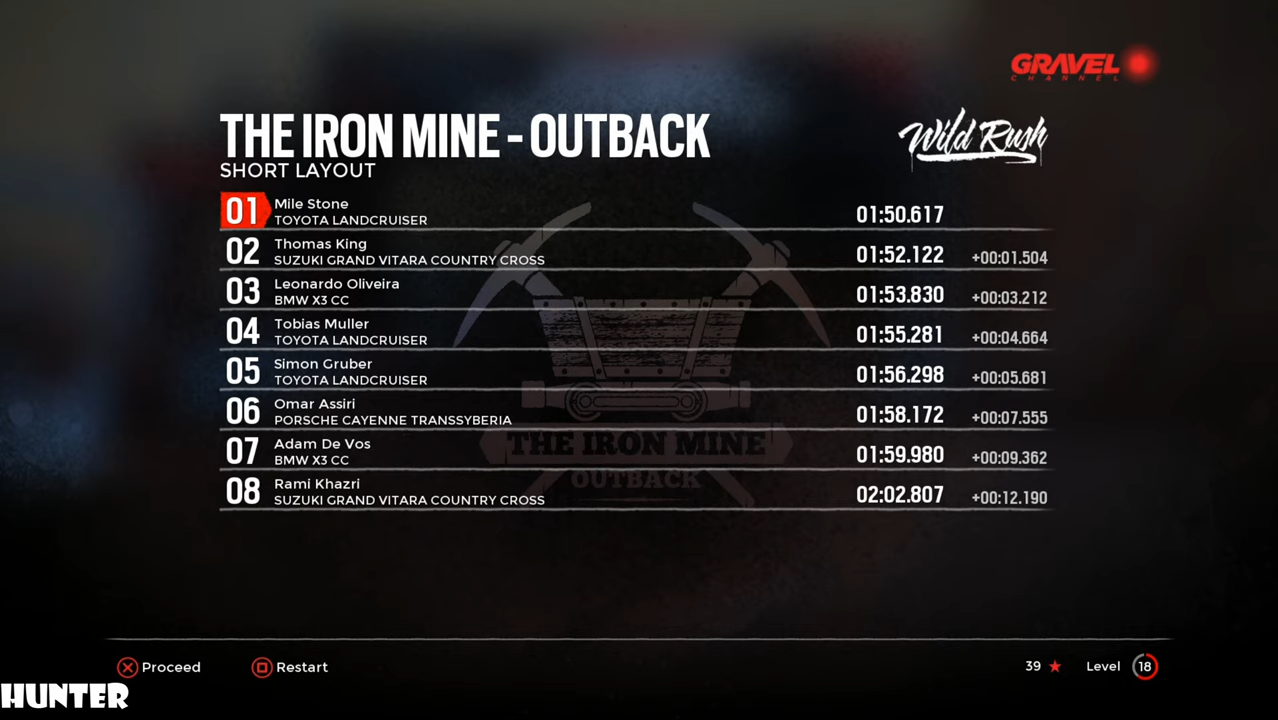 GRAVEL
CHANNEL
THE IRON MINE - OUTBACK
Wild Rush
SHORT LAYOUT
01 Mile Stone 01:50.617
TOYOTA LANDCRUISER
02 Thomas King 01:52.122 +00:01.504
SUZUKI GRAND VITARA COUNTRY CROSS
03 Leonardo Oliveira 01:53.830 +00:03.212
BMW X3 CC
04 Tobias Muller 01:55.281 +00:04.664
TOYOTA LANDCRUISER
05 Simon Gruber 01:56.298 +00:05.681
TOYOTA LANDCRUISER
06 Omar Assiri 01:58.172 +00:07.555
PORSCHE CAYENNE TRANSSYBERIA
07 Adam De Vos 01:59.980 +00:09.362
BMW X3 CC
08 Rami Khazri 02:02.807 +00:12.190
SUZUKI GRAND VITARA COUNTRY CROSS
THE IRON MINE
OUTBACK
Proceed Restart 39 Level 18
HUNTER